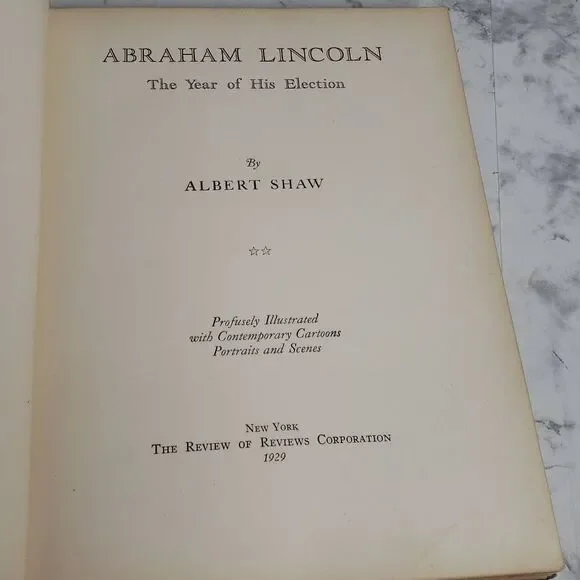 ABRAHAM LINCOLN
The Year of His Election
By
ALBERT SHAW
☆☆
Profusely Illustrated
with Contemporary Cartoons
Portraits and Scenes
NEW YORK
THE REVIEW OF REVIEWS CORPORATION
1929